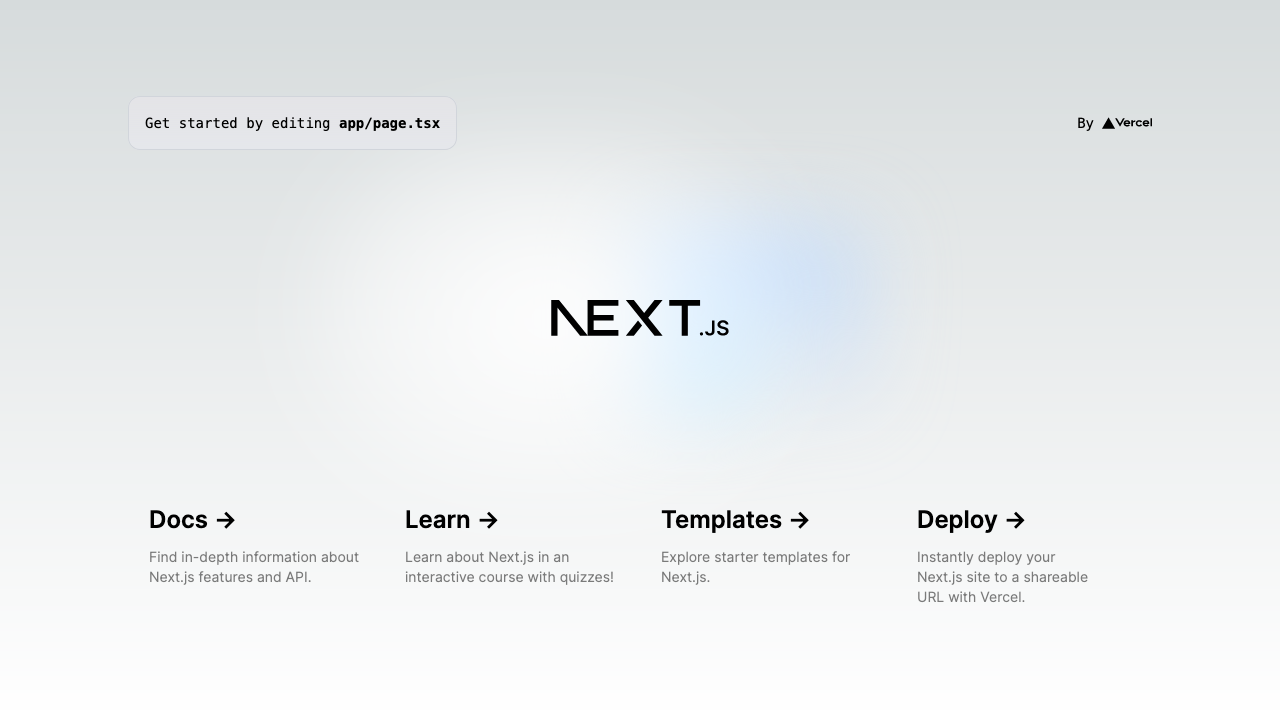 Get started by editing app/page.tsx
By Vercel
NEXT.JS
Docs →
Find in-depth information about
Next.js features and API.
Learn →
Learn about Next.js in an
interactive course with quizzes!
Templates →
Explore starter templates for
Next.js.
Deploy →
Instantly deploy your
Next.js site to a shareable
URL with Vercel.